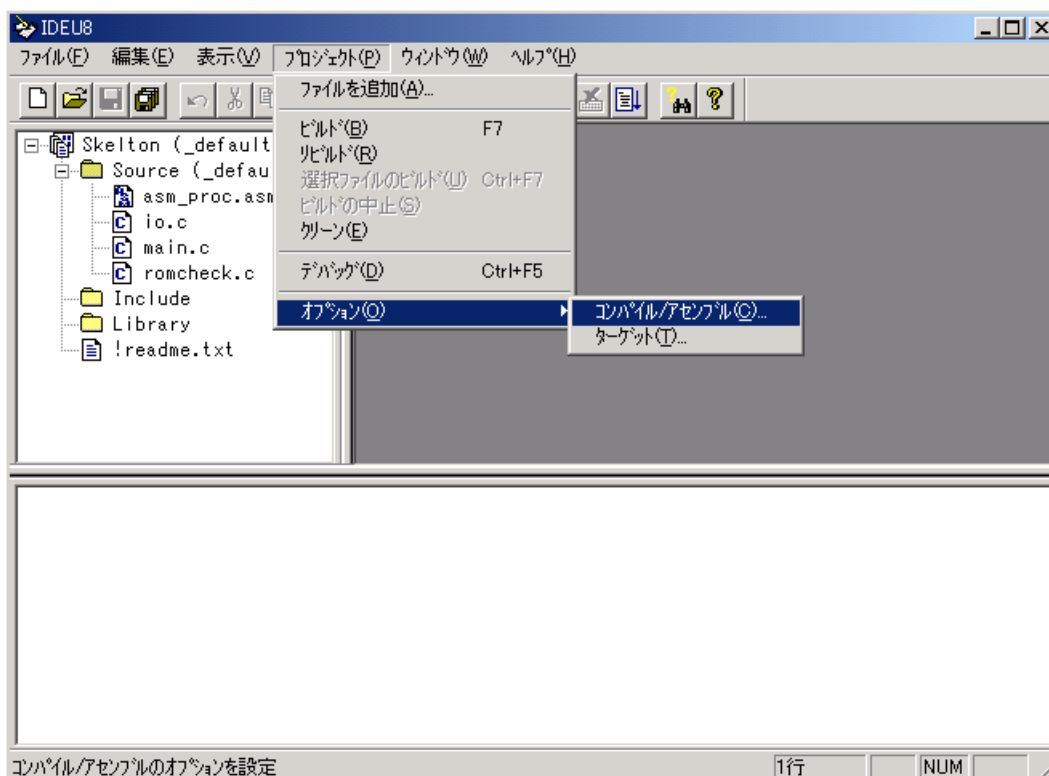 IDEU8
ﾌｧｲﾙ(F) 編集(E) 表示(V) ﾌﾟﾛｼﾞｪｸﾄ(P) ｳｨﾝﾄﾞｳ(W) ﾍﾙﾌﾟ(H)
ﾌｧｲﾙを追加(A)...
ﾋﾞﾙﾄﾞ(B) F7
ﾘﾋﾞﾙﾄﾞ(R)
選択ﾌｧｲﾙのﾋﾞﾙﾄﾞ(U) Ctrl+F7
ﾋﾞﾙﾄﾞの中止(S)
ｸﾘｰﾝ(E)
ﾃﾞﾊﾞｯｸﾞ(D) Ctrl+F5
ｵﾌﾟｼｮﾝ(O)
ｺﾝﾊﾟｲﾙ/ｱｾﾝﾌﾞﾙ(C)...
ﾀｰｹﾞｯﾄ(T)...
Skelton (_default
Source (_defau
asm_proc.asm
io.c
main.c
romcheck.c
Include
Library
!readme.txt
ｺﾝﾊﾟｲﾙ/ｱｾﾝﾌﾞﾙのｵﾌﾟｼｮﾝを設定 1行 NUM